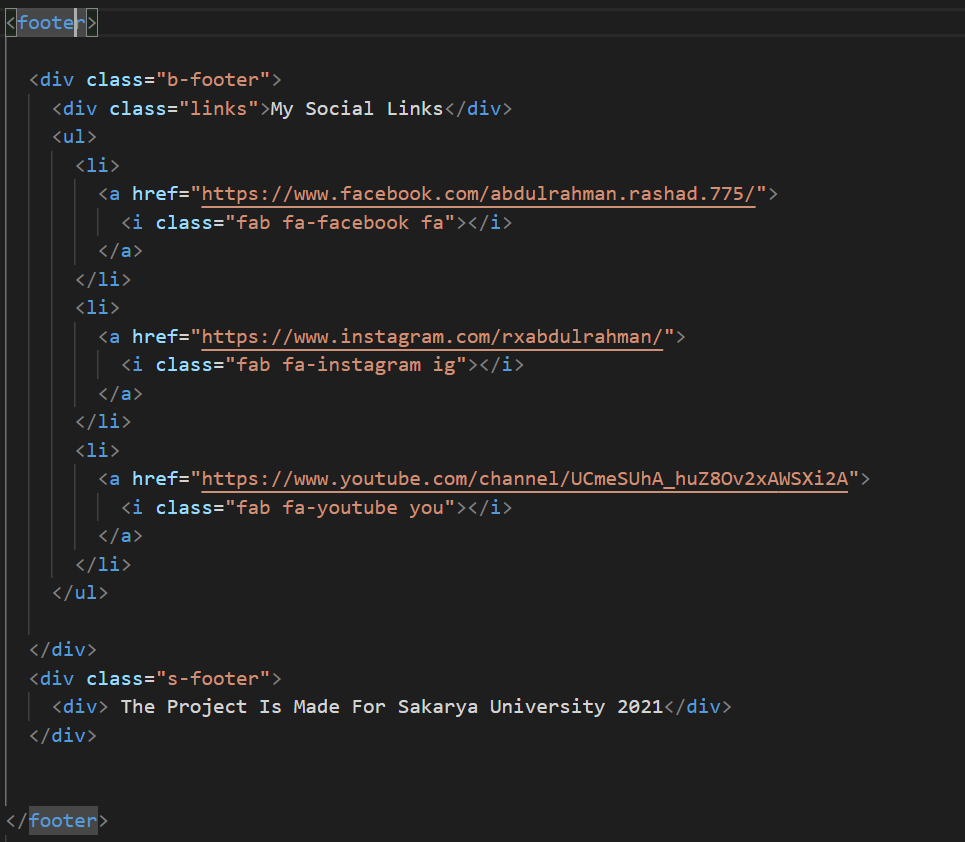 <footer>
<div class="b-footer">
<div class="links">My Social Links</div>
<ul>
<li>
<a href="https://www.facebook.com/abdulrahman.rashad.775/">
<i class="fab fa-facebook fa"></i>
</a>
</li>
<li>
<a href="https://www.instagram.com/rxabdulrahman/">
<i class="fab fa-instagram ig"></i>
</a>
</li>
<li>
<a href="https://www.youtube.com/channel/UCmeSUhA_huZ8Ov2xAWSXi2A">
<i class="fab fa-youtube you"></i>
</a>
</li>
</ul>
</div>
<div class="s-footer">
<div> The Project Is Made For Sakarya University 2021</div>
</div>
</footer>